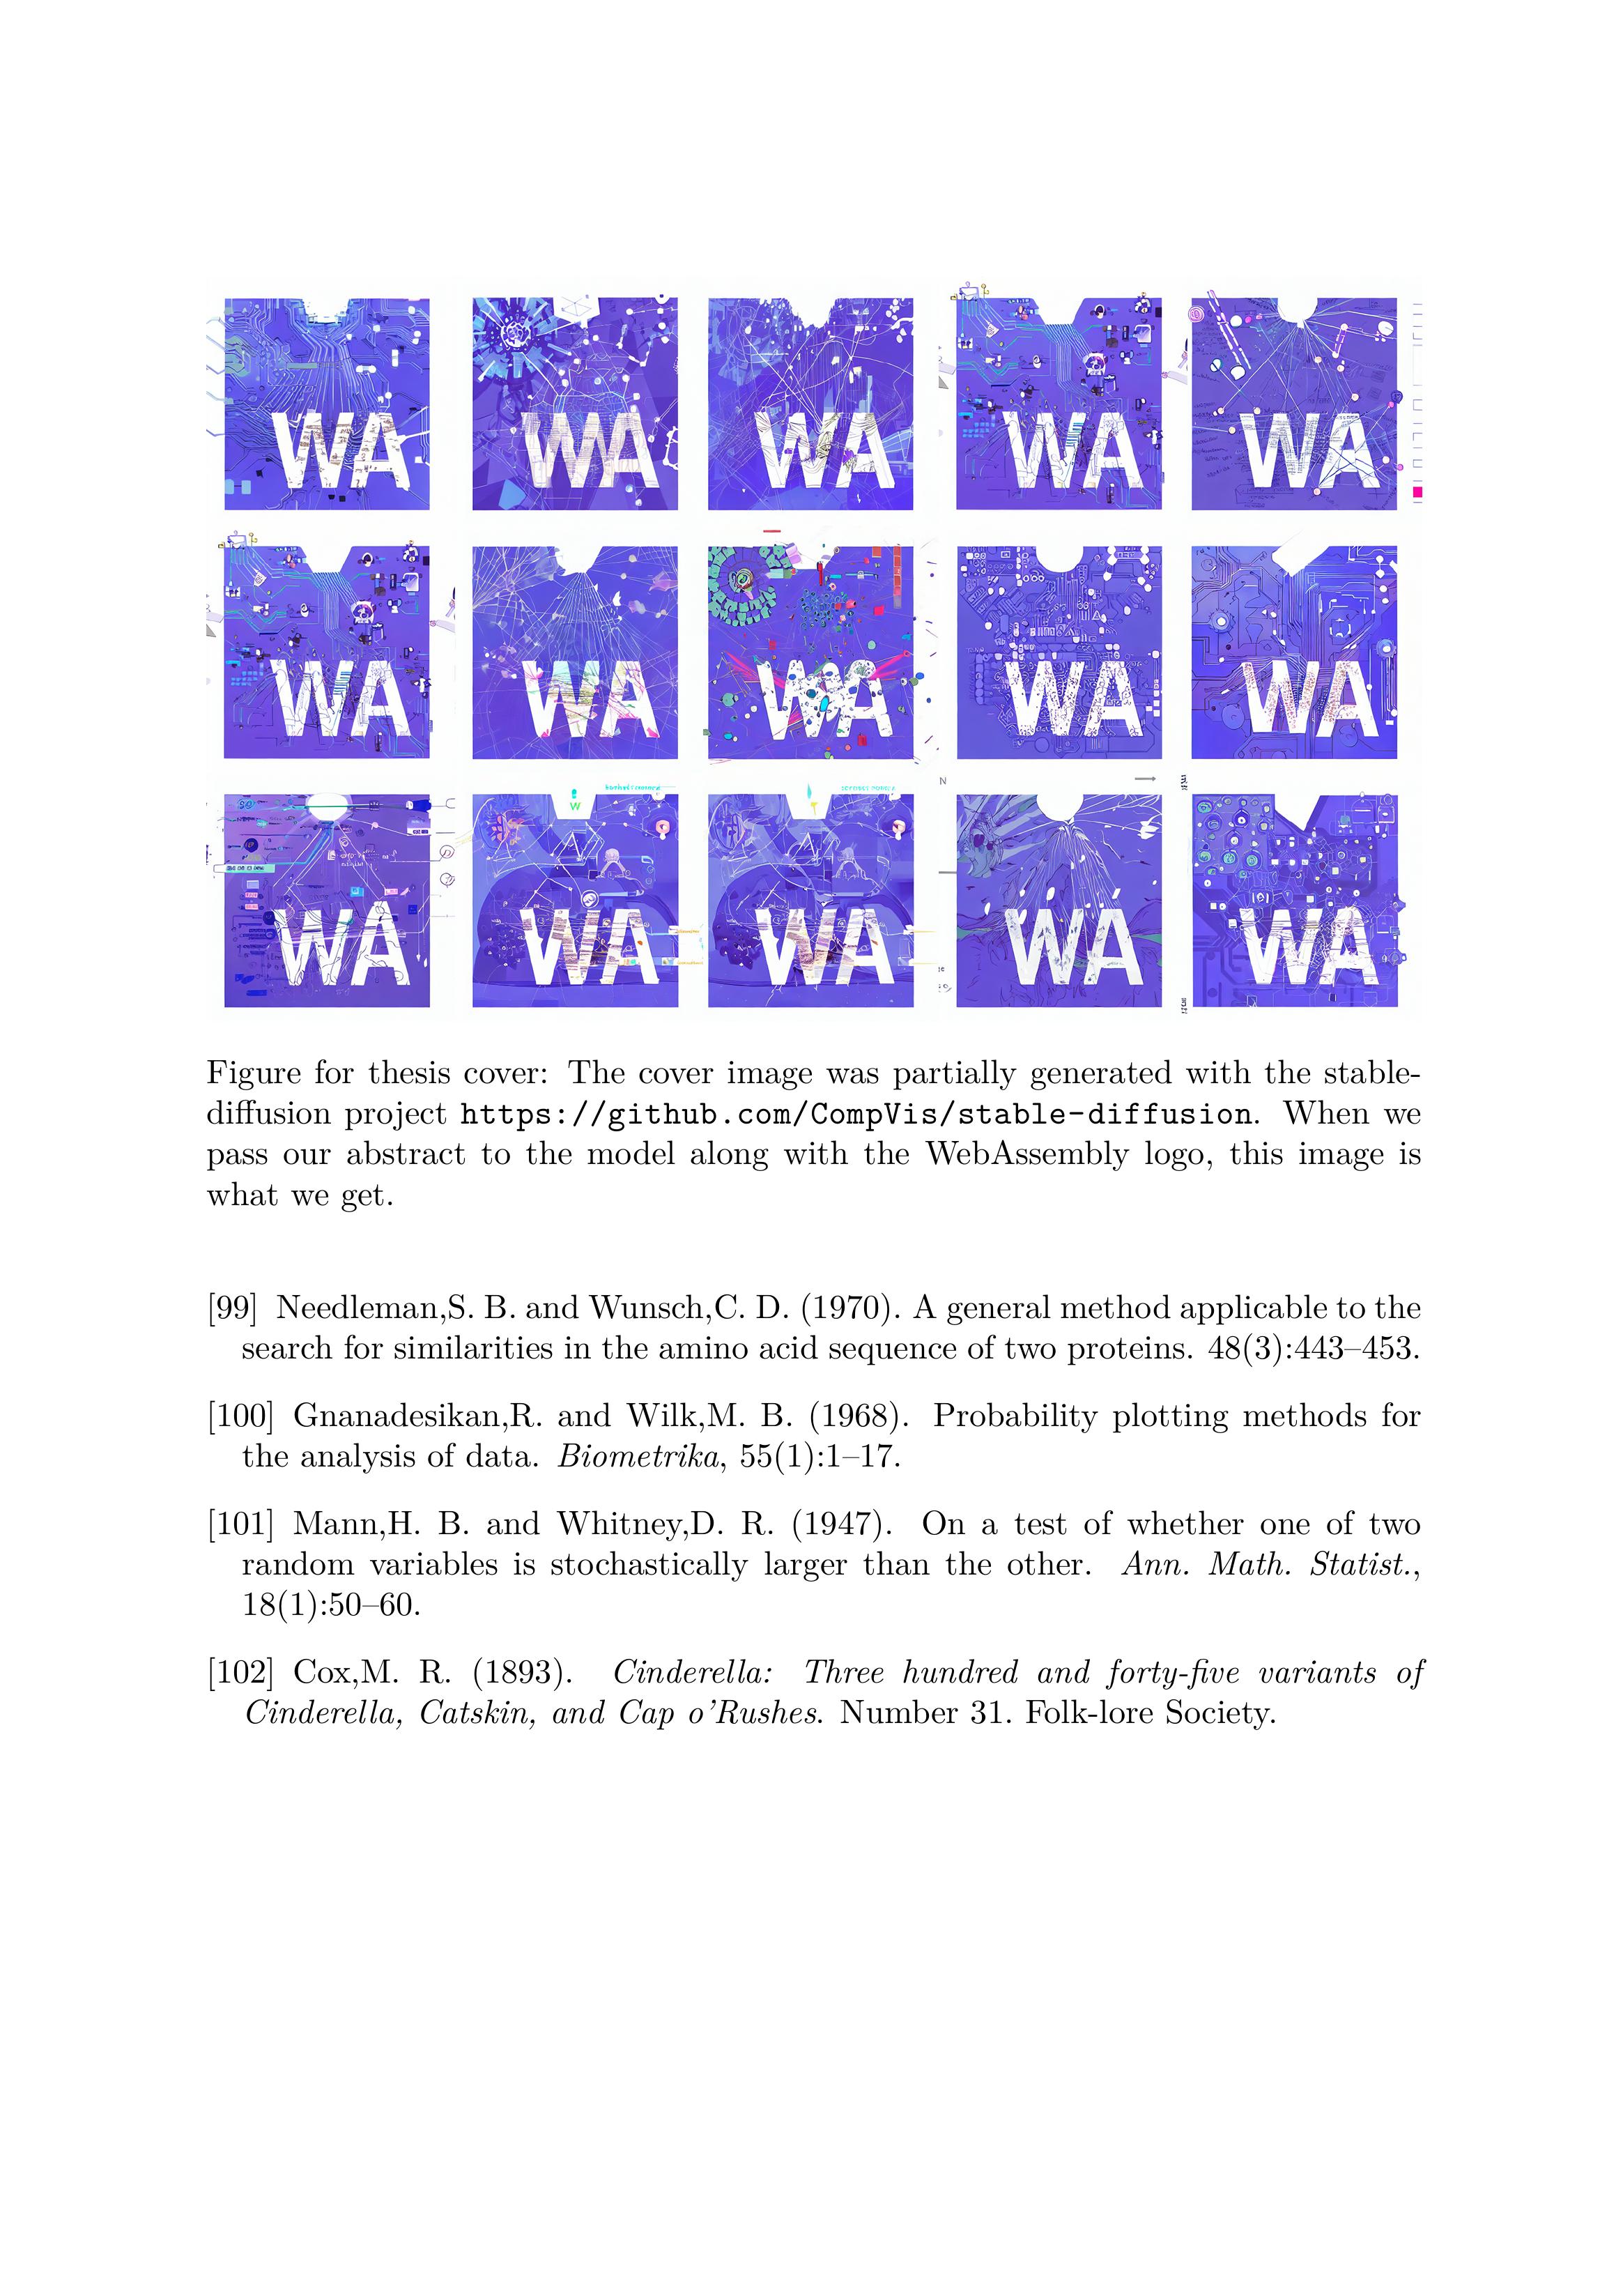 WA WA WA WA WA
WA WA WA WA WA
WA WA WA WA WA
Figure for thesis cover: The cover image was partially generated with the stable-
diffusion project https://github.com/CompVis/stable-diffusion. When we
pass our abstract to the model along with the WebAssembly logo, this image is
what we get.
[99] Needleman,S. B. and Wunsch,C. D. (1970). A general method applicable to the
search for similarities in the amino acid sequence of two proteins. 48(3):443–453.
[100] Gnanadesikan,R. and Wilk,M. B. (1968). Probability plotting methods for
the analysis of data. Biometrika, 55(1):1–17.
[101] Mann,H. B. and Whitney,D. R. (1947). On a test of whether one of two
random variables is stochastically larger than the other. Ann. Math. Statist.,
18(1):50–60.
[102] Cox,M. R. (1893). Cinderella: Three hundred and forty-five variants of
Cinderella, Catskin, and Cap o'Rushes. Number 31. Folk-lore Society.